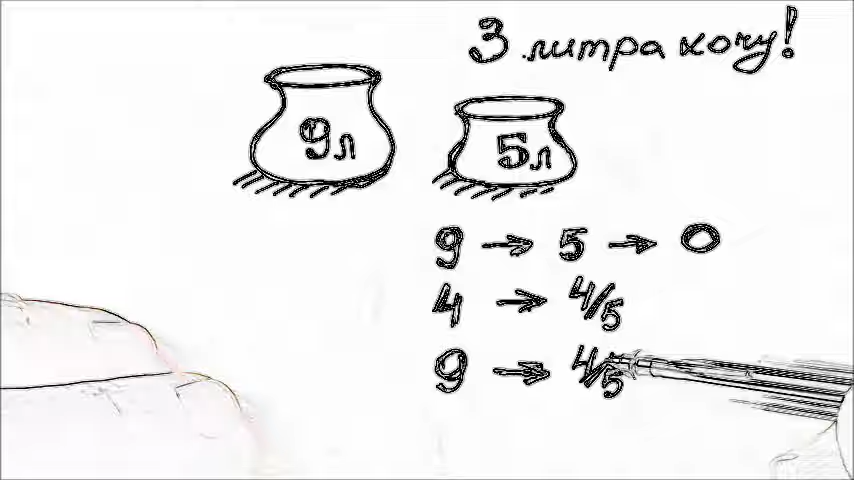 3 литра хочу!
9л 5л
9 → 5 → 0
4 → 4/5
9 → 4/5